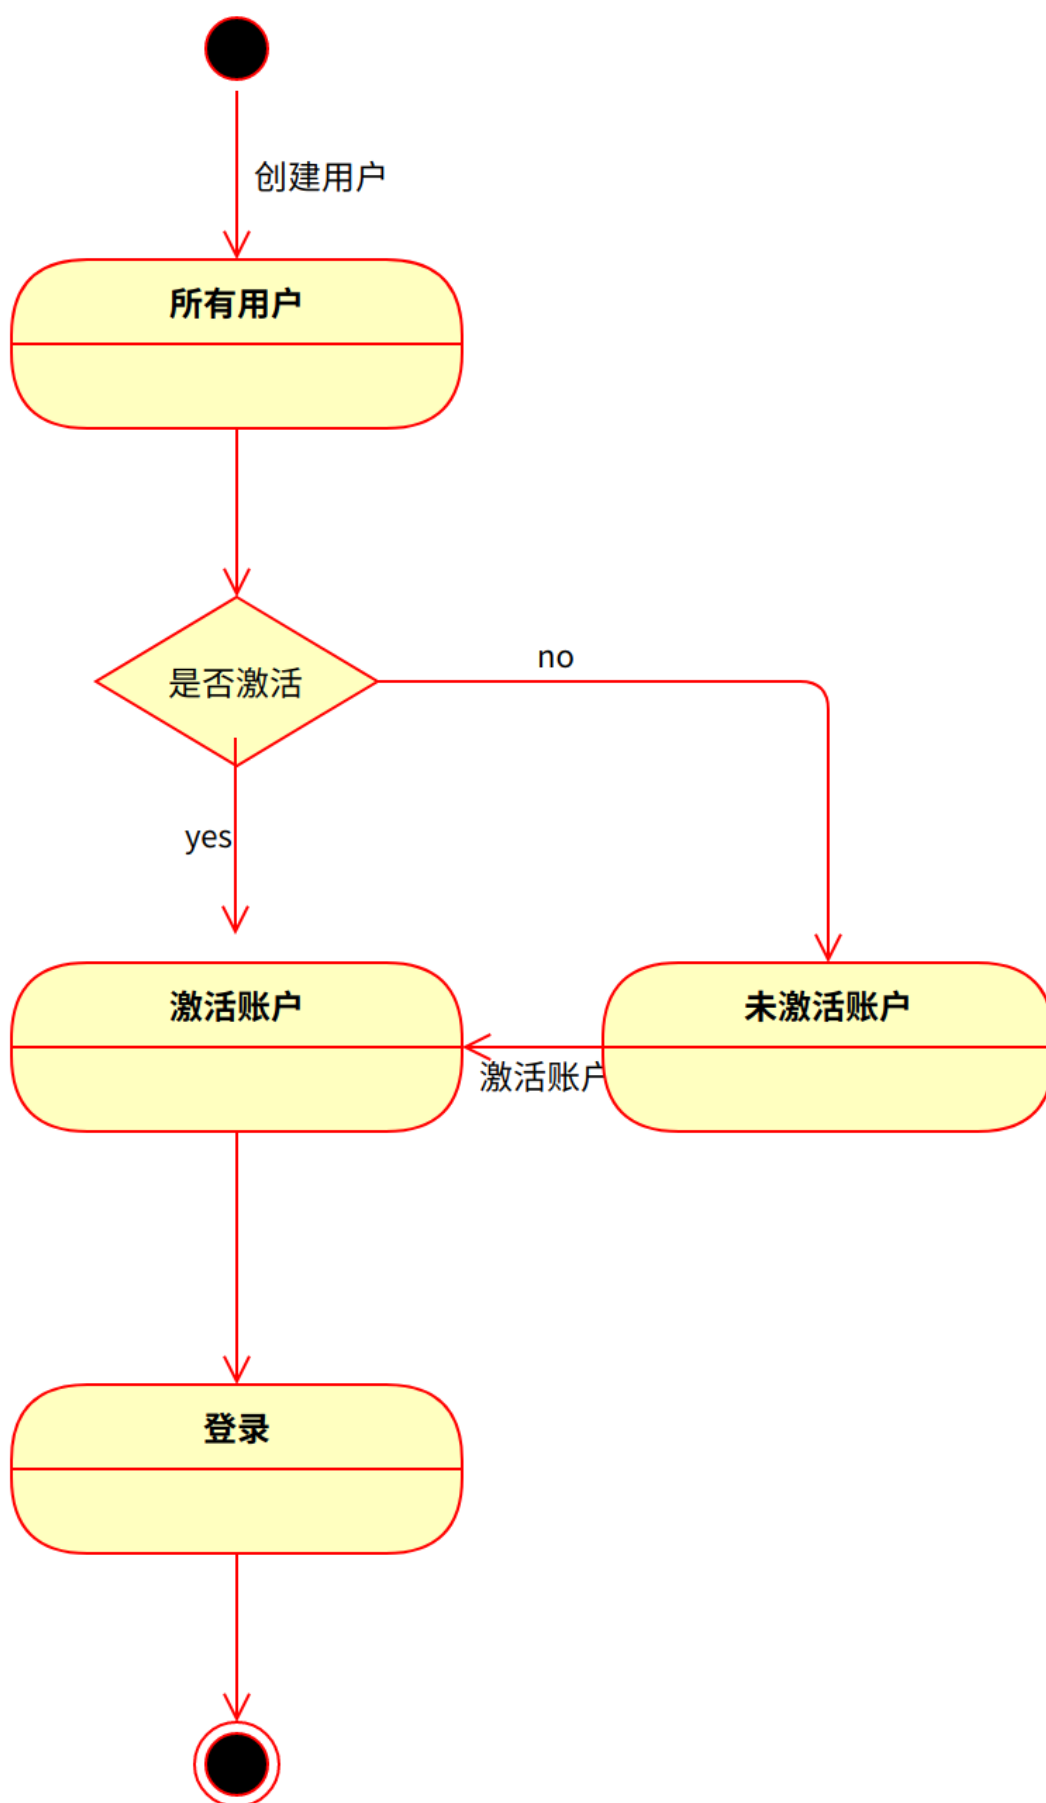 创建用户
所有用户
是否激活
no
yes
激活账户
未激活账户
激活账户
登录